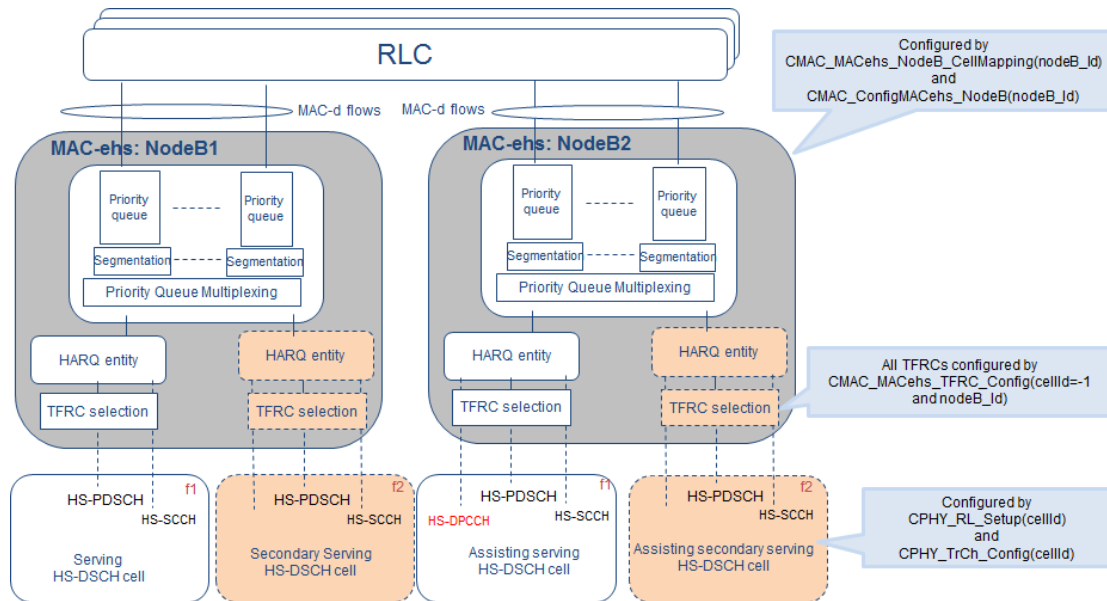 RLC
Configured by
CMAC_MACehs_NodeB_CellMapping(nodeB_Id)
and
CMAC_ConfigMACehs_NodeB(nodeB_Id)
MAC-d flows
MAC-d flows
MAC-ehs: NodeB1
MAC-ehs: NodeB2
Priority
queue
Priority
queue
Priority
queue
Priority
queue
Segmentation
Segmentation
Segmentation
Segmentation
Priority Queue Multiplexing
Priority Queue Multiplexing
HARQ entity
HARQ entity
HARQ entity
HARQ entity
All TFRCs configured by
CMAC_MACehs_TFRC_Config(cellId=-1
and nodeB_Id)
TFRC selection
TFRC selection
TFRC selection
TFRC selection
f1
HS-PDSCH
HS-SCCH
Serving
HS-DSCH cell
f2
HS-PDSCH
HS-SCCH
Secondary Serving
HS-DSCH cell
f1
HS-PDSCH
HS-DPCCH
HS-SCCH
Assisting serving
HS-DSCH cell
f2
HS-PDSCH
HS-SCCH
Assisting secondary serving
HS-DSCH cell
Configured by
CPHY_RL_Setup(cellId)
and
CPHY_TrCh_Config(cellId)